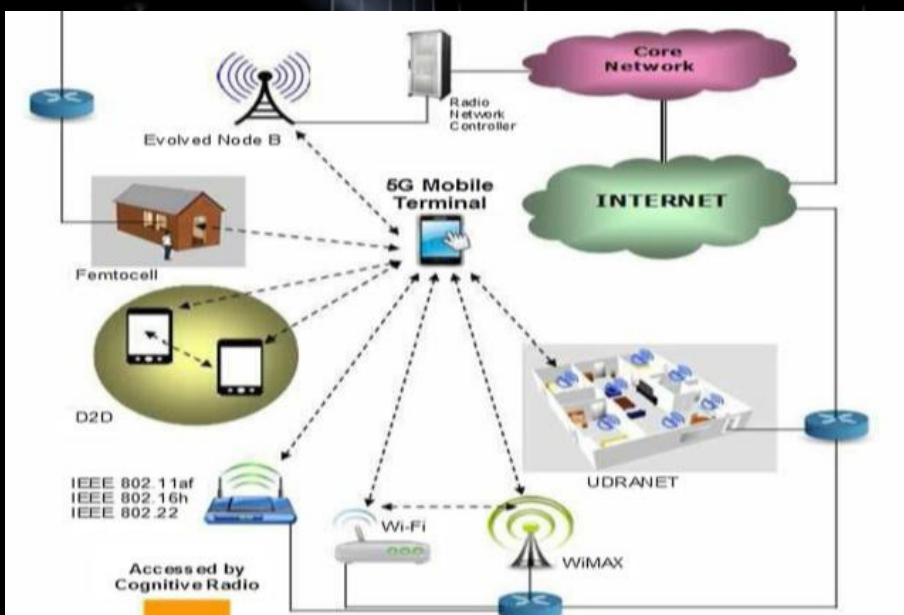 Core
Network
Radio
Network
Controller
Evolved Node B
5G Mobile
Terminal
INTERNET
Femtocell
D2D
UDRANET
IEEE 802.11af
IEEE 802.16h
IEEE 802.22
Wi-Fi
WiMAX
Accessed by
Cognitive Radio